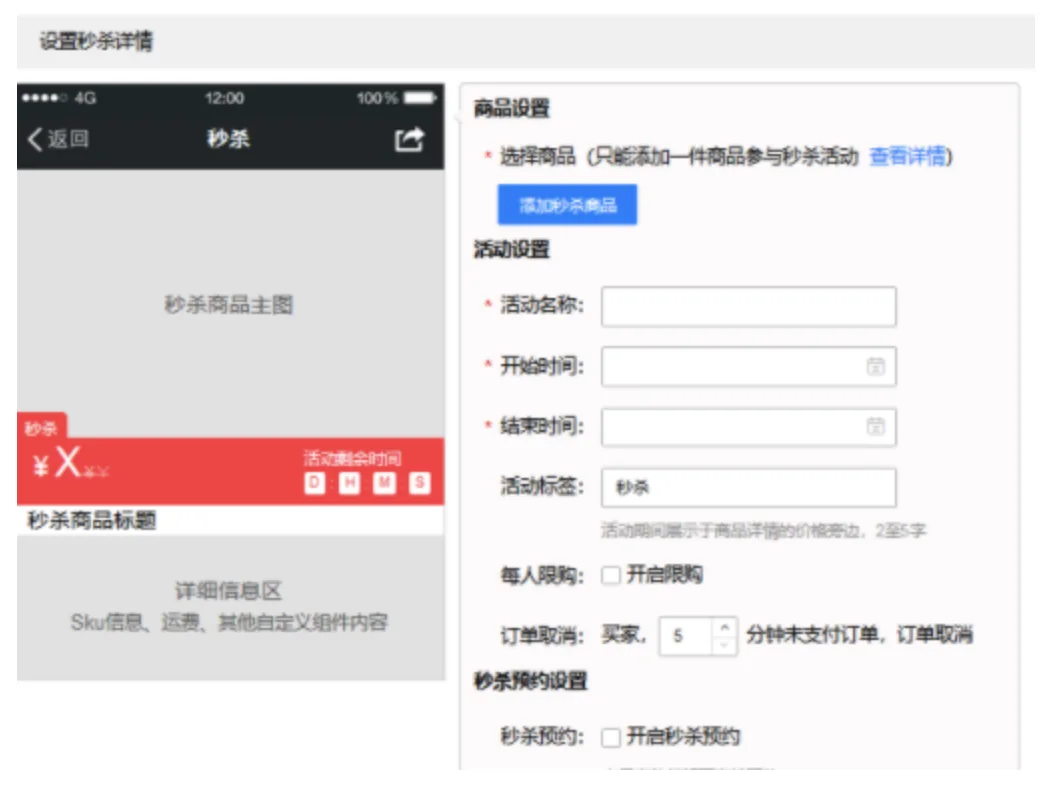 设置秒杀详情
4G 12:00 100%
返回 秒杀
秒杀商品主图
秒杀
¥X ¥Y
活动剩余时间
D : H M S
秒杀商品标题
详细信息区
Sku信息、运费、其他自定义组件内容
商品设置
* 选择商品（只能添加一件商品参与秒杀活动 查看详情)
添加秒杀商品
活动设置
* 活动名称：
* 开始时间：
* 结束时间：
活动标签： 秒杀
活动期间展示于商品详情的价格旁边，2至5字
每人限购： 开启限购
订单取消： 买家， 5 分钟未支付订单，订单取消
秒杀预约设置
秒杀预约： 开启秒杀预约